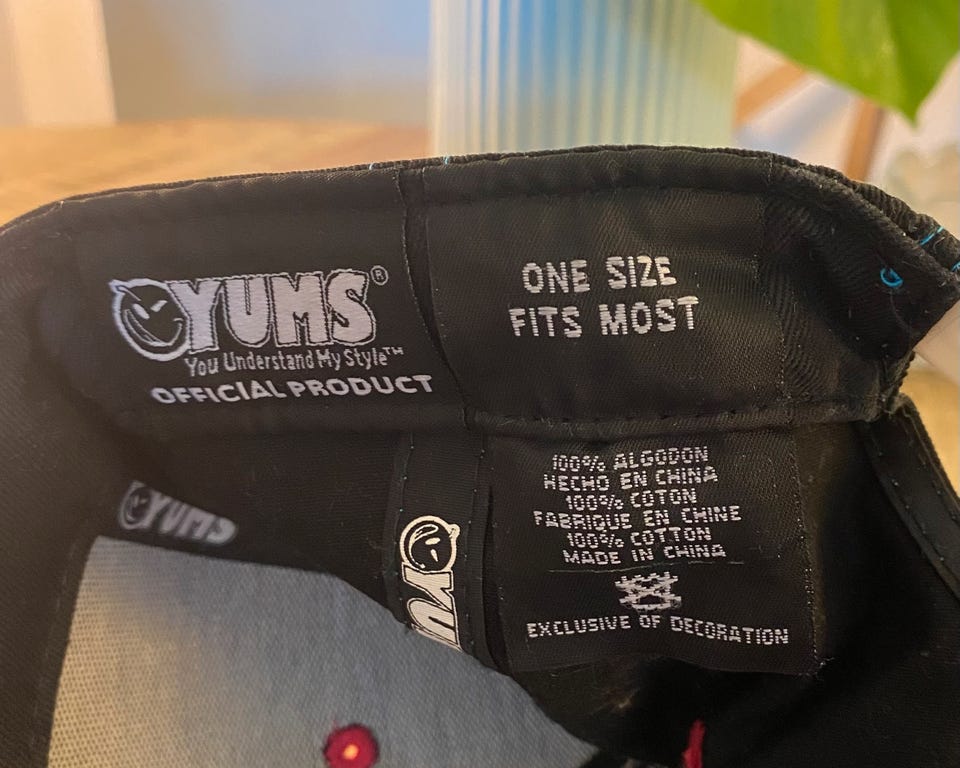 YUMS®
You Understand My Style™
OFFICIAL PRODUCT
ONE SIZE
FITS MOST
100% ALGODON
HECHO EN CHINA
100% COTON
FABRIQUE EN CHINE
100% COTTON
MADE IN CHINA
EXCLUSIVE OF DECORATION
YUMS
YU